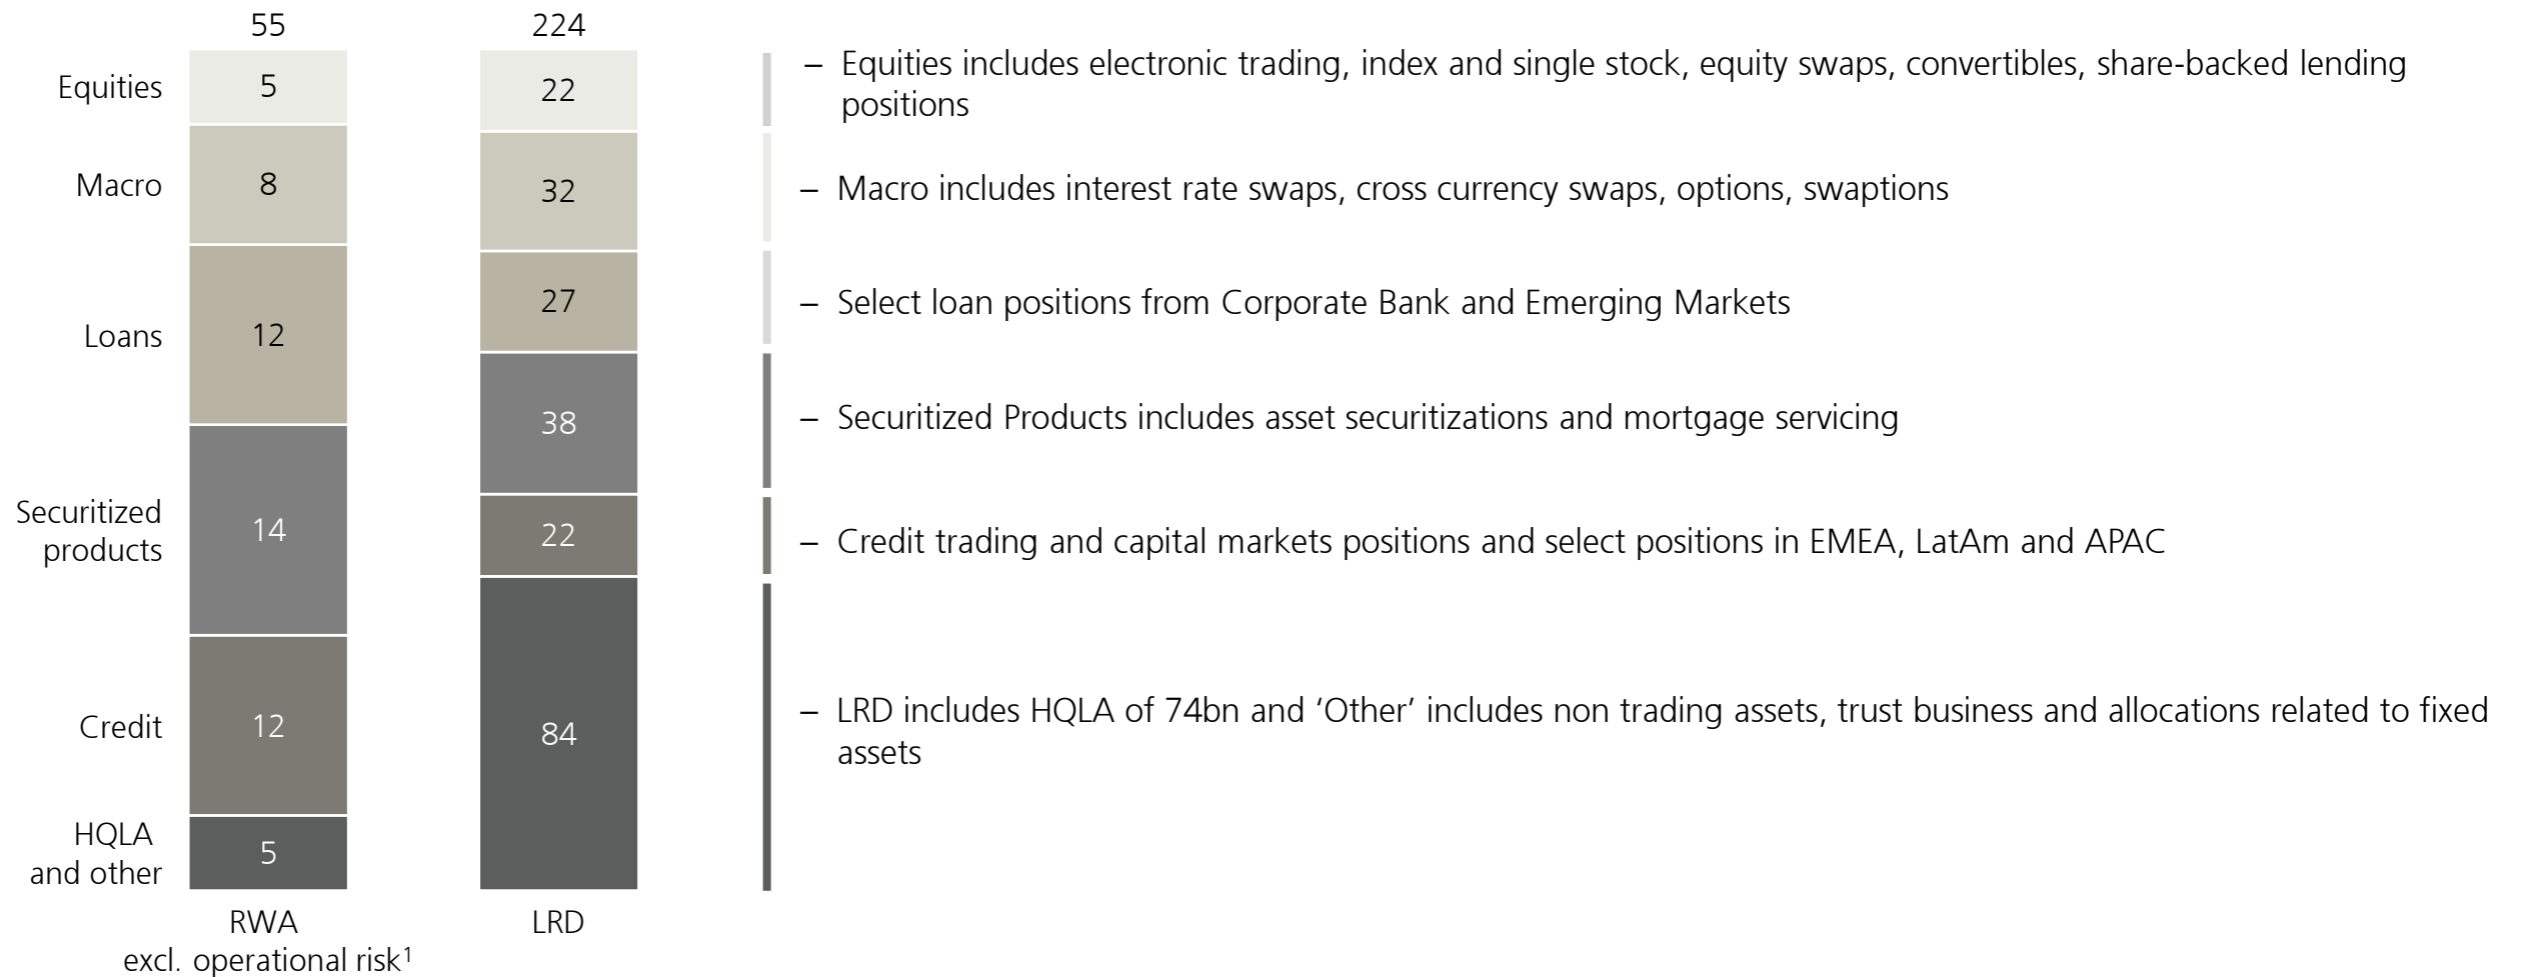 55
224
Equities
5
22
– Equities includes electronic trading, index and single stock, equity swaps, convertibles, share-backed lending
positions
Macro
8
32
– Macro includes interest rate swaps, cross currency swaps, options, swaptions
Loans
12
27
– Select loan positions from Corporate Bank and Emerging Markets
Securitized
products
14
38
– Securitized Products includes asset securitizations and mortgage servicing
Credit
12
22
– Credit trading and capital markets positions and select positions in EMEA, LatAm and APAC
HQLA
and other
5
84
– LRD includes HQLA of 74bn and ‘Other’ includes non trading assets, trust business and allocations related to fixed
assets
RWA
excl. operational risk¹
LRD